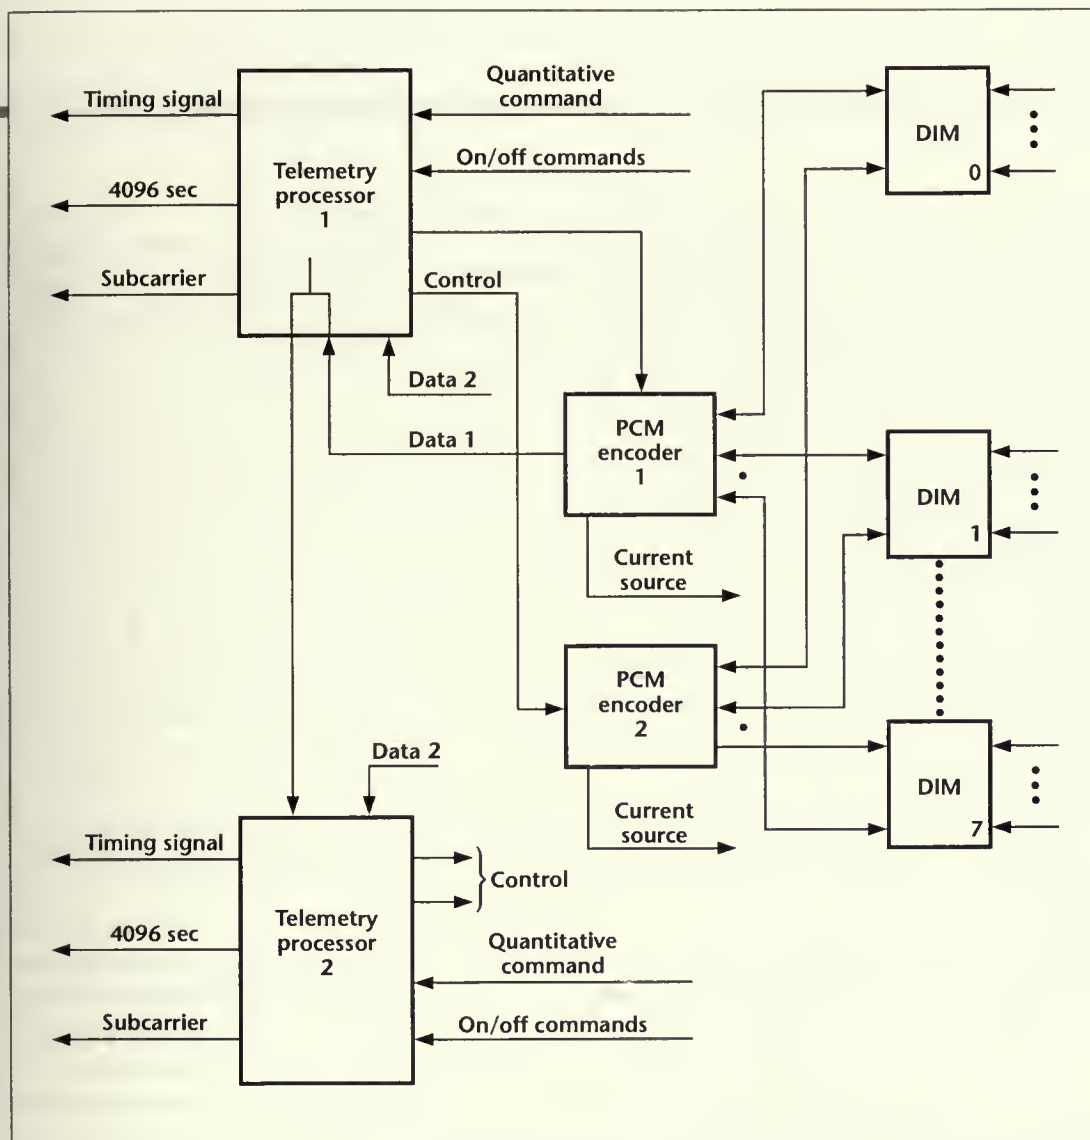 Timing signal
4096 sec
Subcarrier
Telemetry
processor
1
Quantitative
command
On/off commands
Control
Data 2
Data 1
PCM
encoder
1
Current
source
PCM
encoder
2
Current
source
DIM
0
DIM
1
DIM
7
Data 2
Timing signal
4096 sec
Subcarrier
Telemetry
processor
2
Control
Quantitative
command
On/off commands